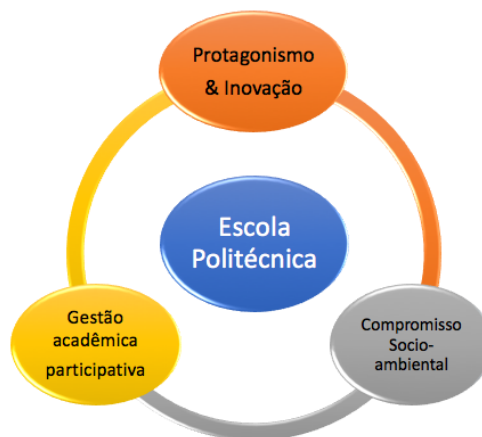 Protagonismo
& Inovação
Escola
Politécnica
Gestão
acadêmica
participativa
Compromisso
Socio-
ambiental